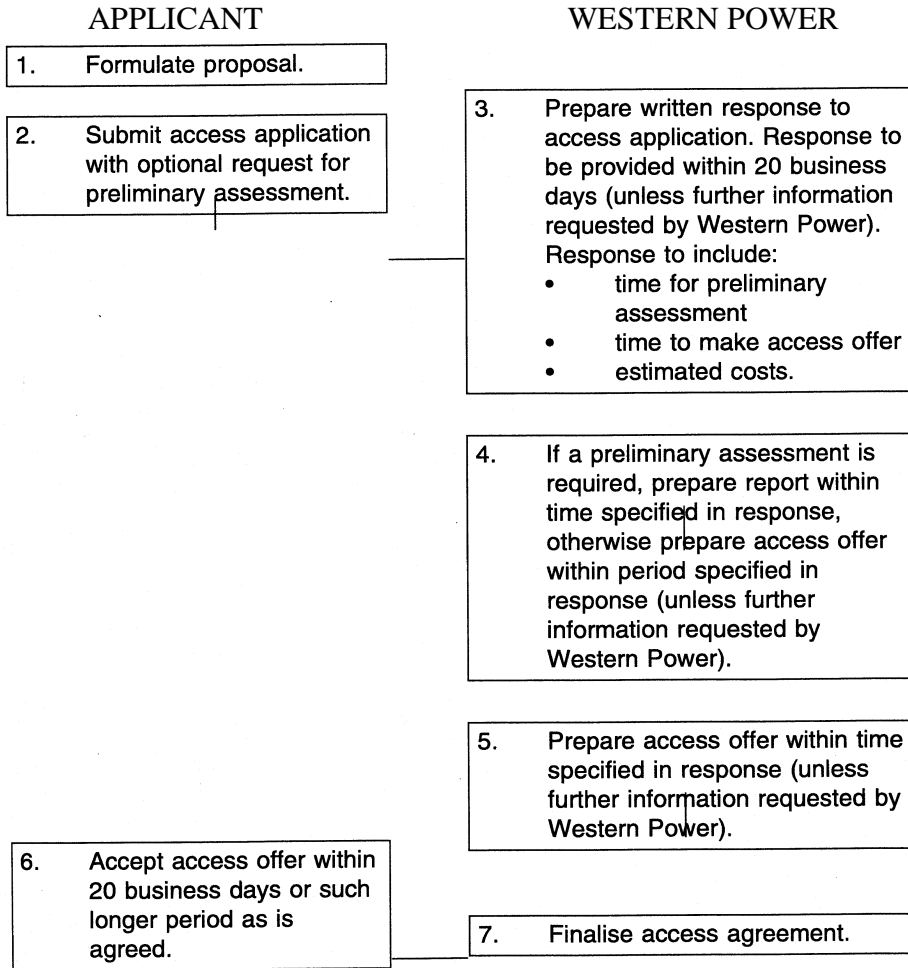 APPLICANT
WESTERN POWER
1. Formulate proposal.
2. Submit access application
with optional request for
preliminary assessment.
3. Prepare written response to
access application. Response to
be provided within 20 business
days (unless further information
requested by Western Power).
Response to include:
• time for preliminary
assessment
• time to make access offer
• estimated costs.
4. If a preliminary assessment is
required, prepare report within
time specified in response,
otherwise prepare access offer
within period specified in
response (unless further
information requested by
Western Power).
5. Prepare access offer within time
specified in response (unless
further information requested by
Western Power).
6. Accept access offer within
20 business days or such
longer period as is
agreed.
7. Finalise access agreement.